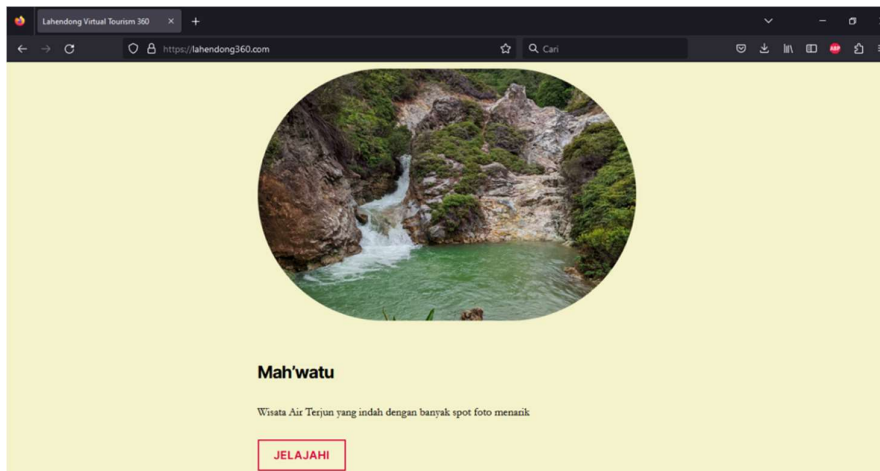 Lahendong Virtual Tourism 360
https://lahendong360.com
Cari
ABP
Mah'watu
Wisata Air Terjun yang indah dengan banyak spot foto menarik
JELAJAHI